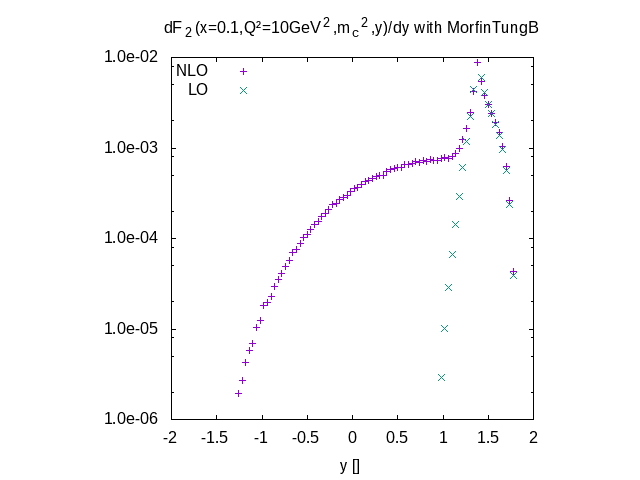 dF₂(x=0.1,Q²=10GeV²,m_c²,y)/dy with MorfinTungB
1.0e-02
NLO
LO
1.0e-03
1.0e-04
1.0e-05
1.0e-06
-2 -1.5 -1 -0.5 0 0.5 1 1.5 2
y []